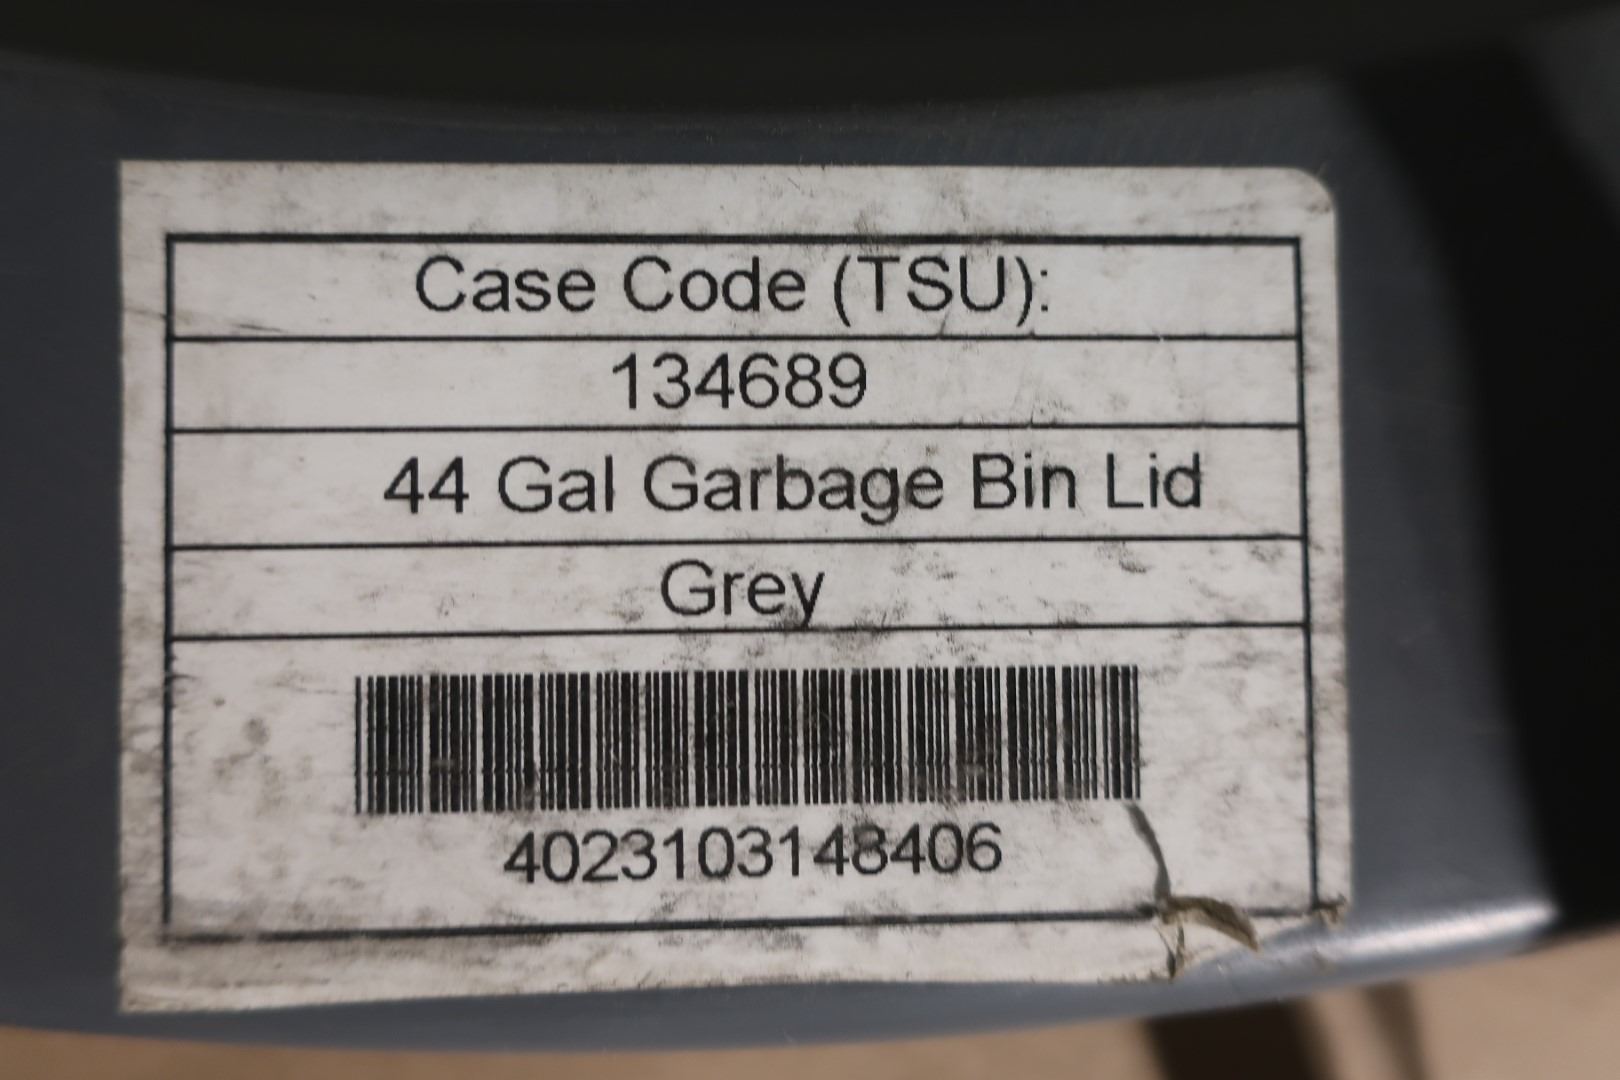 Case Code (TSU):
134689
44 Gal Garbage Bin Lid
Grey
4023103148406